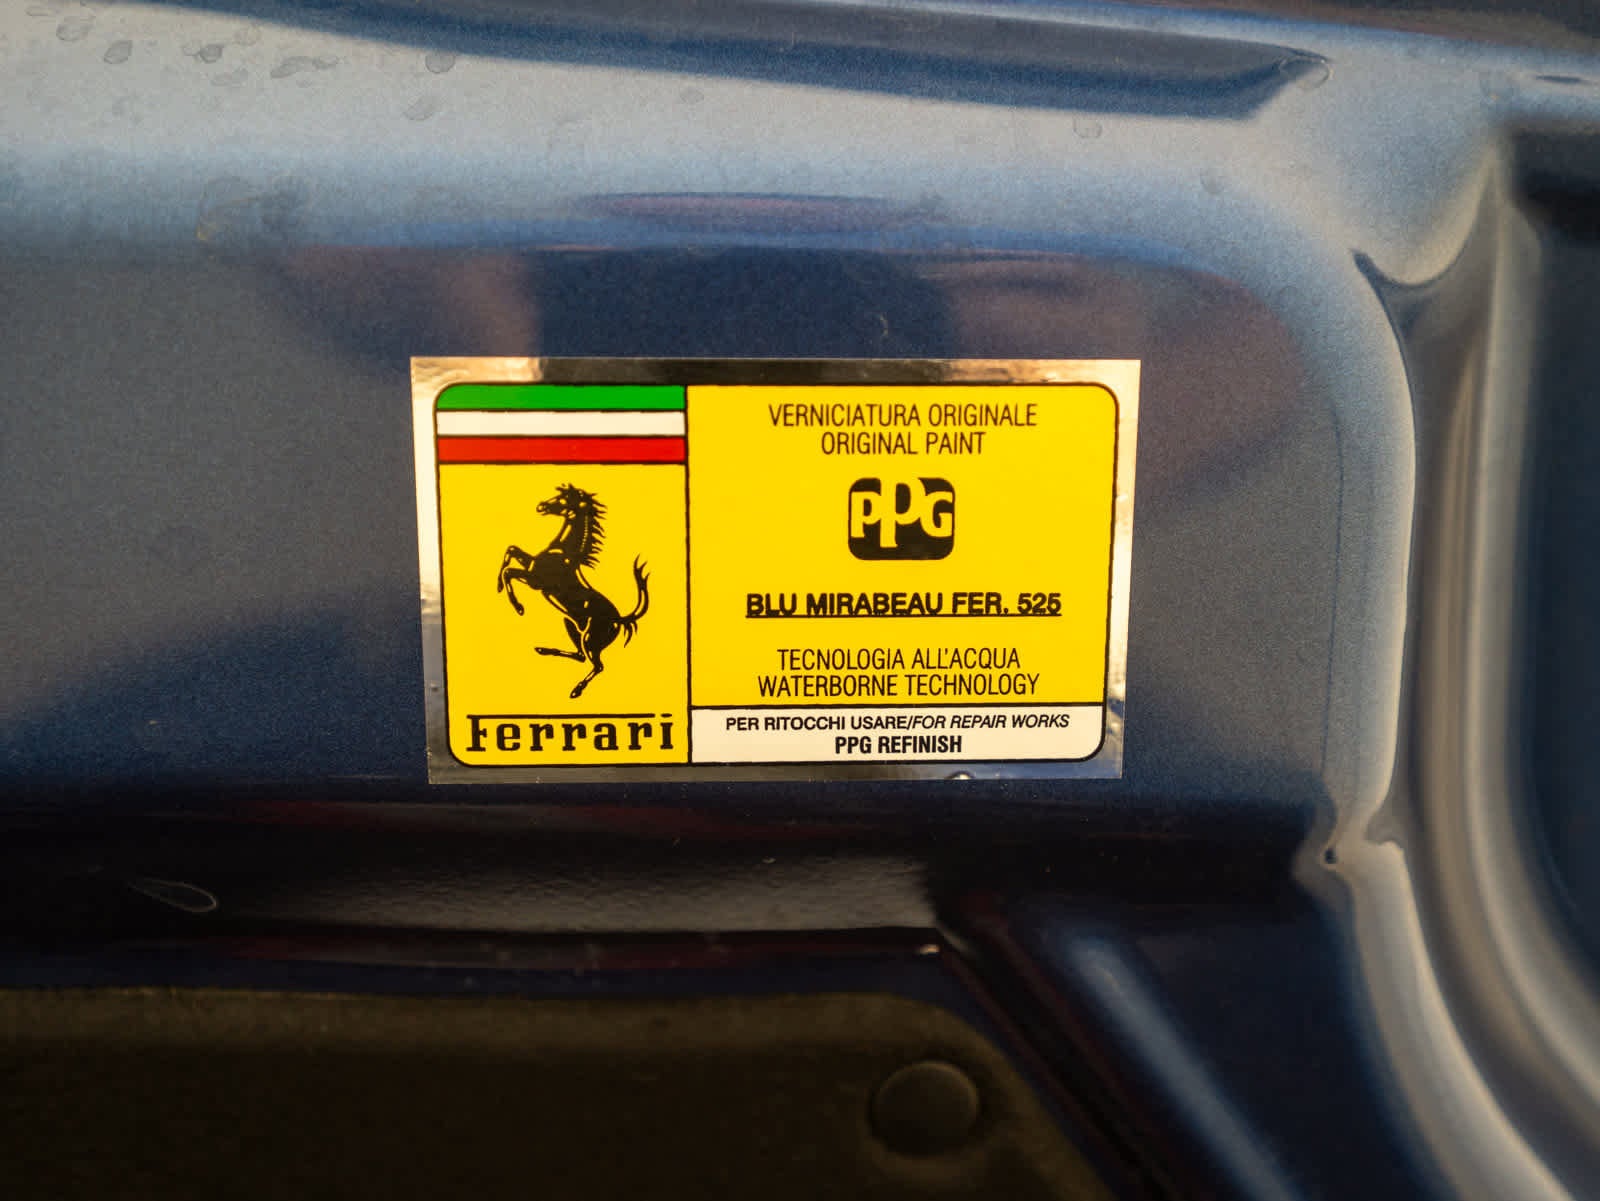 VERNICIATURA ORIGINALE
ORIGINAL PAINT
PPG
BLU MIRABEAU FER. 525
TECNOLOGIA ALL'ACQUA
WATERBORNE TECHNOLOGY
PER RITOCCHI USARE/FOR REPAIR WORKS
PPG REFINISH
Ferrari